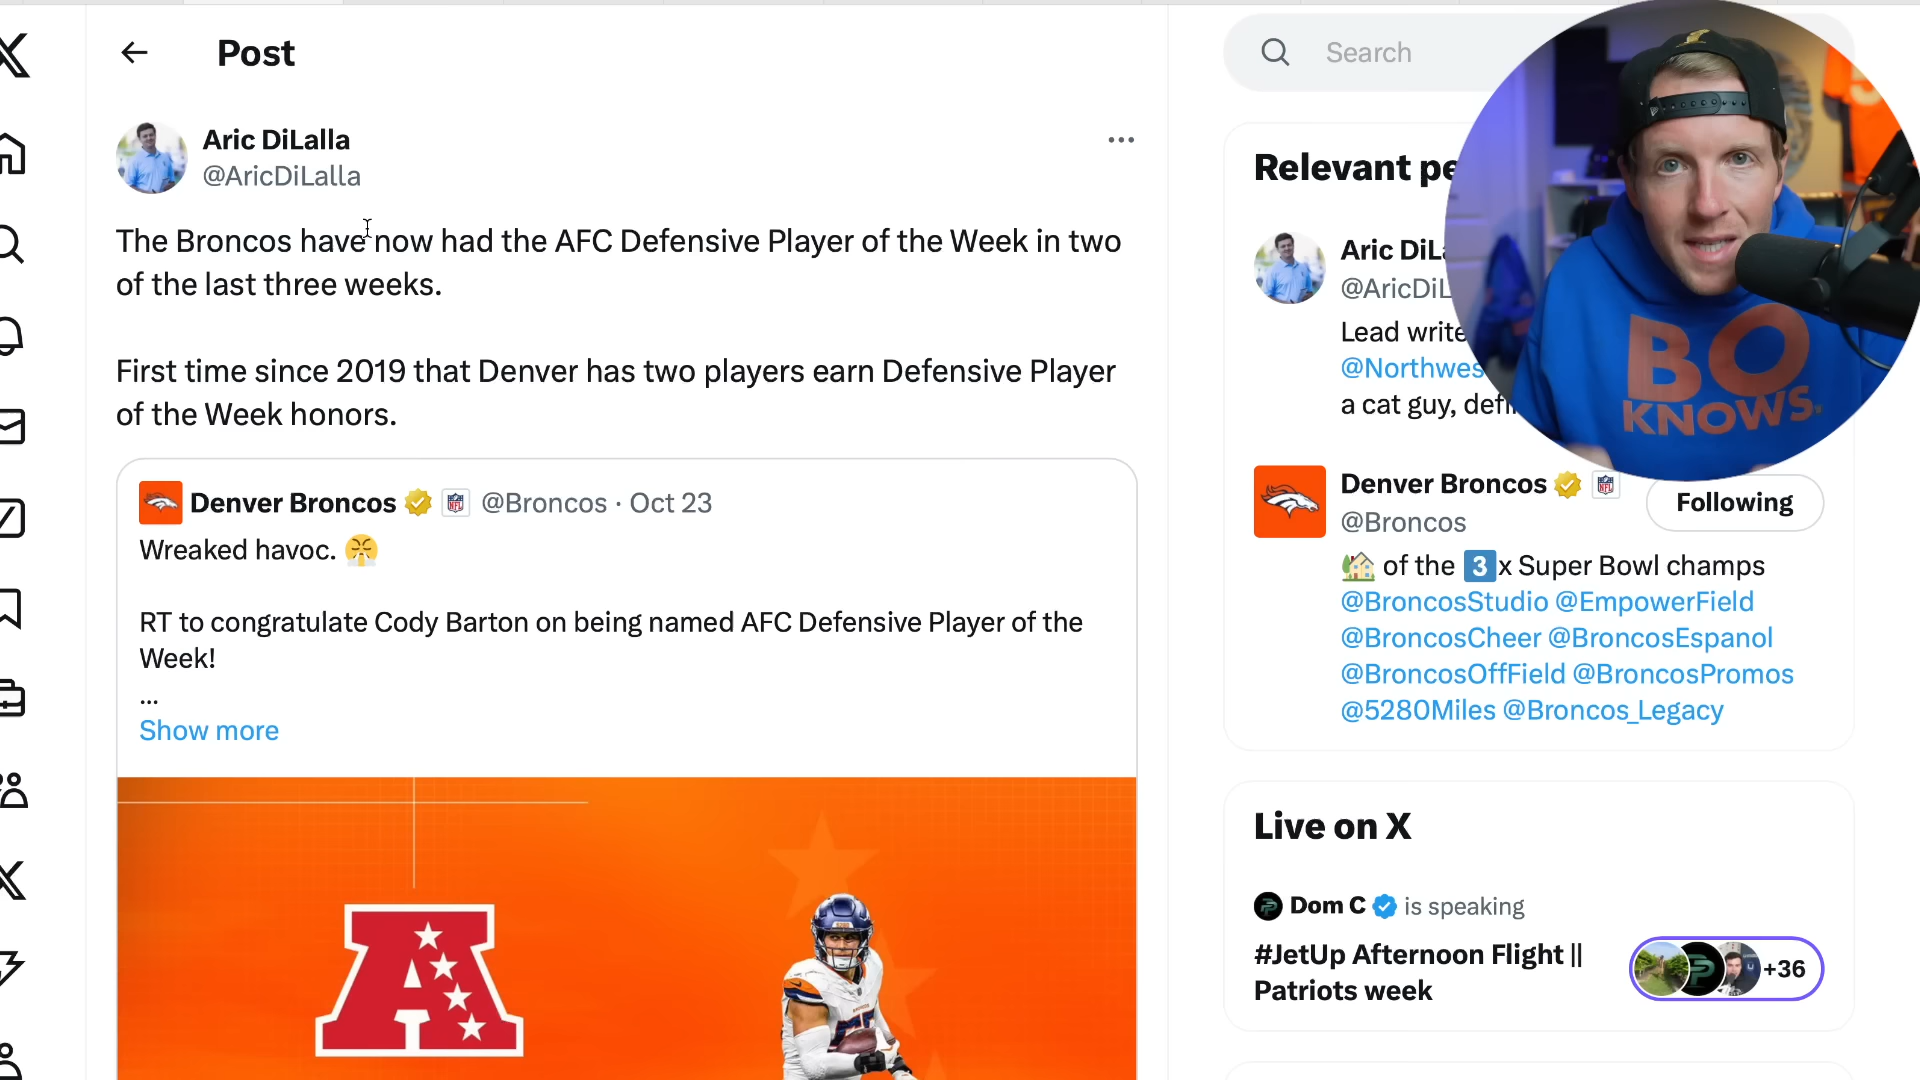 Post
Aric DiLalla
@AricDiLalla
The Broncos have now had the AFC Defensive Player of the Week in two
of the last three weeks.
First time since 2019 that Denver has two players earn Defensive Player
of the Week honors.
Denver Broncos @Broncos · Oct 23
Wreaked havoc. 😤
RT to congratulate Cody Barton on being named AFC Defensive Player of the
Week!
...
Show more
Search
Relevant pe
Aric DiL
@AricDiL
Lead write
@Northwes
a cat guy, defi
BO
KNOWS.
Denver Broncos
@Broncos
Following
🏡 of the 3️⃣x Super Bowl champs
@BroncosStudio @EmpowerField
@BroncosCheer @BroncosEspanol
@BroncosOffField @BroncosPromos
@5280Miles @Broncos_Legacy
Live on X
Dom C is speaking
#JetUp Afternoon Flight ||
Patriots week
+36